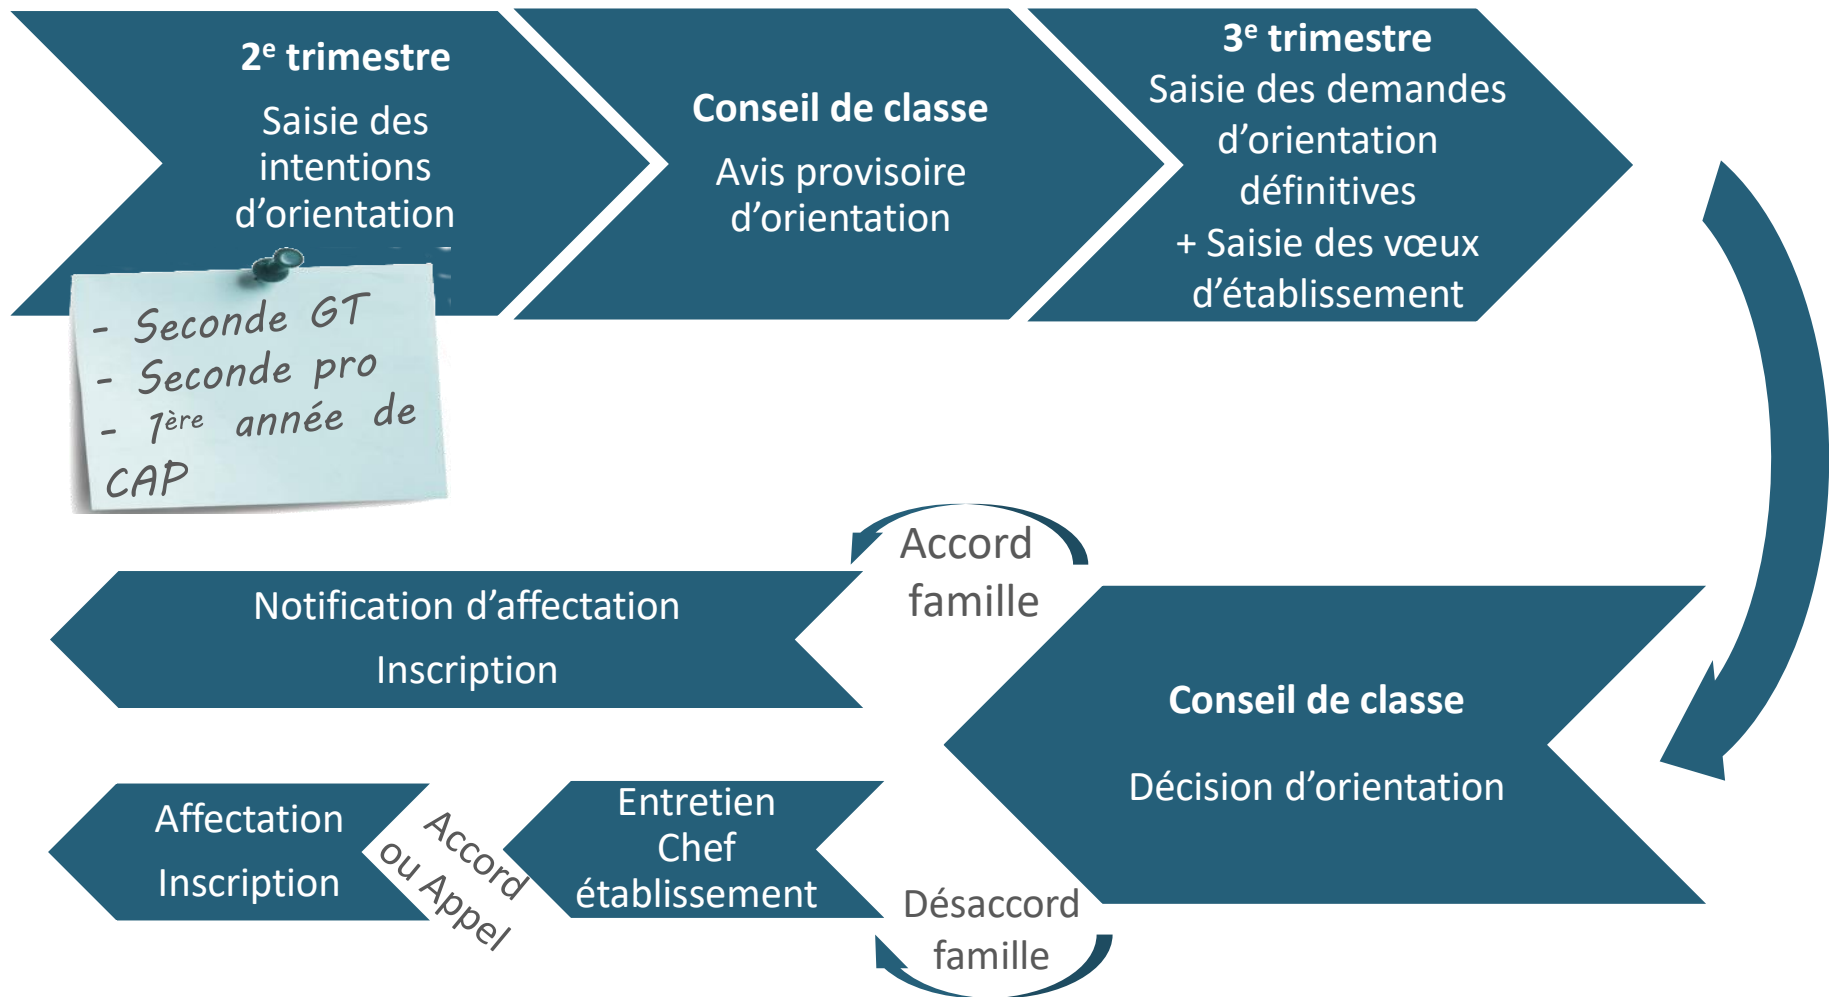 2e trimestre
Saisie des
intentions
d’orientation
- Seconde GT
- Seconde pro
- 1ère année de
CAP
Conseil de classe
Avis provisoire
d’orientation
3e trimestre
Saisie des demandes
d’orientation
définitives
+ Saisie des vœux
d’établissement
Conseil de classe
Décision d’orientation
Accord
famille
Notification d’affectation
Inscription
Désaccord
famille
Entretien
Chef
établissement
Accord
ou Appel
Affectation
Inscription